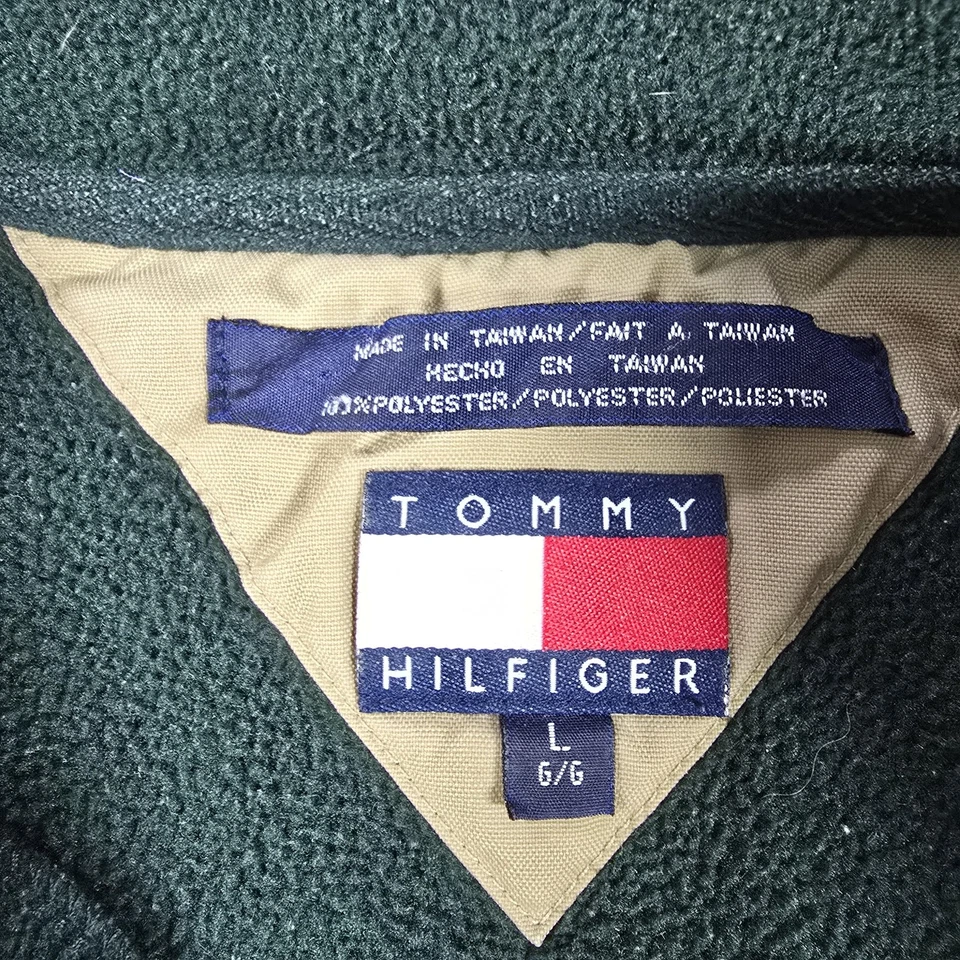 MADE IN TAIWAN/FAIT A TAIWAN
HECHO EN TAIWAN
100%POLYESTER/POLYESTER/POLIESTER
TOMMY
HILFIGER
L
G/G